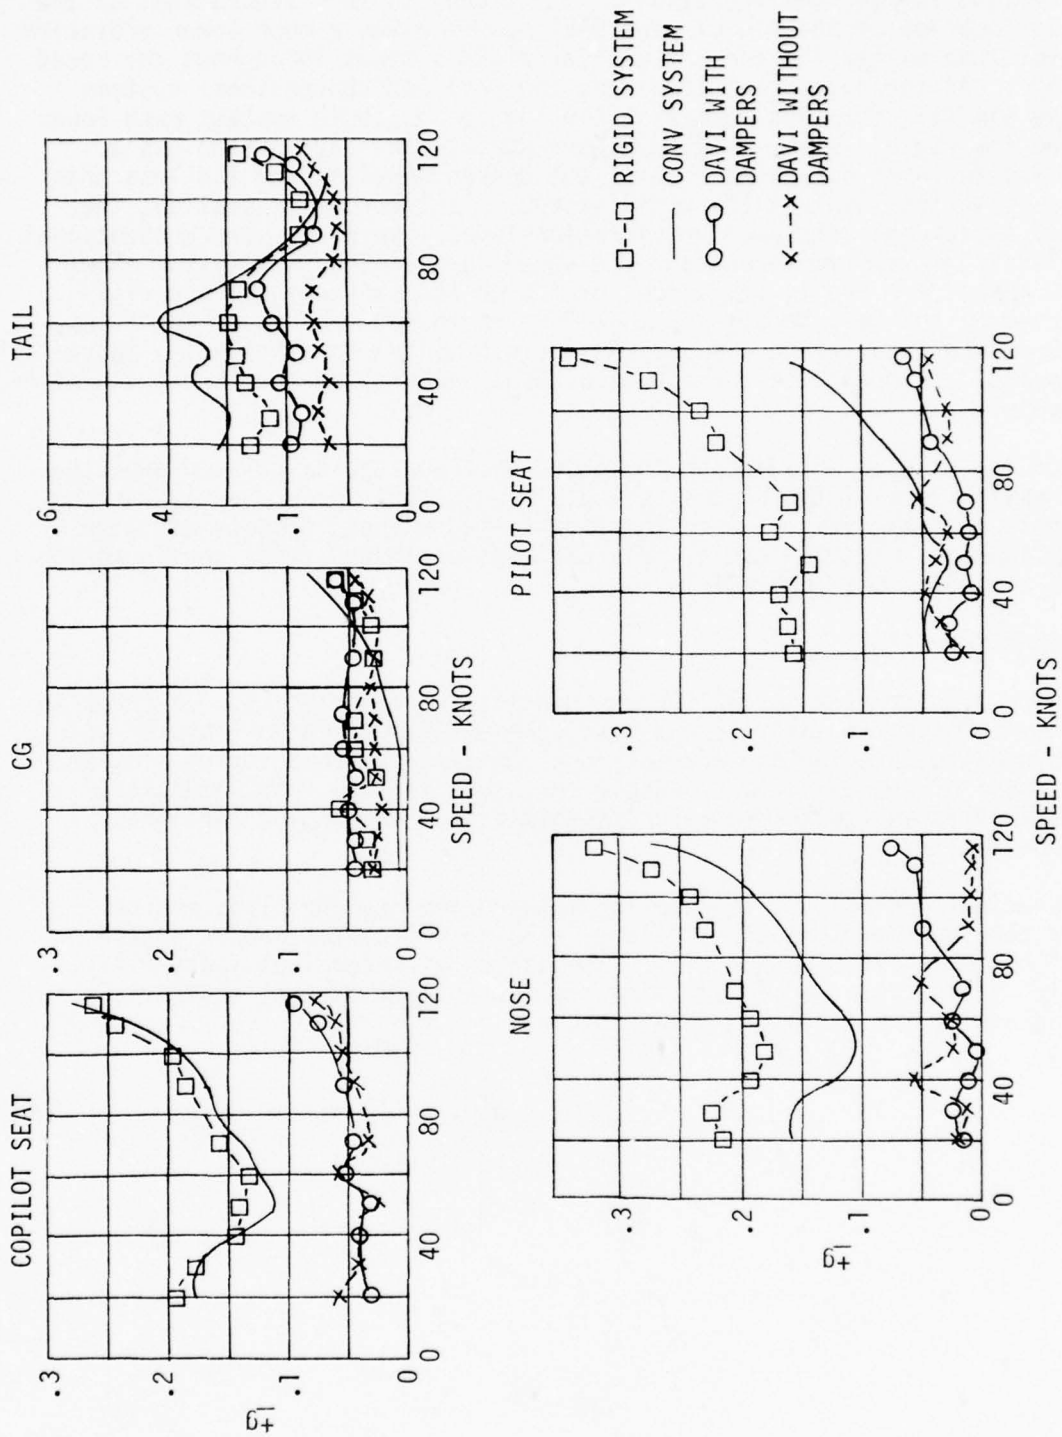 COPILOT SEAT
CG
TAIL
.3
.2
.1
0
±g
0
40
80
120
.3
.2
.1
0
0
40
80
120
.6
.4
.1
0
0
40
80
120
SPEED - KNOTS
NOSE
PILOT SEAT
.3
.2
.1
0
±g
0
40
80
120
.3
.2
.1
0
0
40
80
120
SPEED - KNOTS
RIGID SYSTEM
CONV SYSTEM
DAVI WITH
DAMPERS
DAVI WITHOUT
DAMPERS